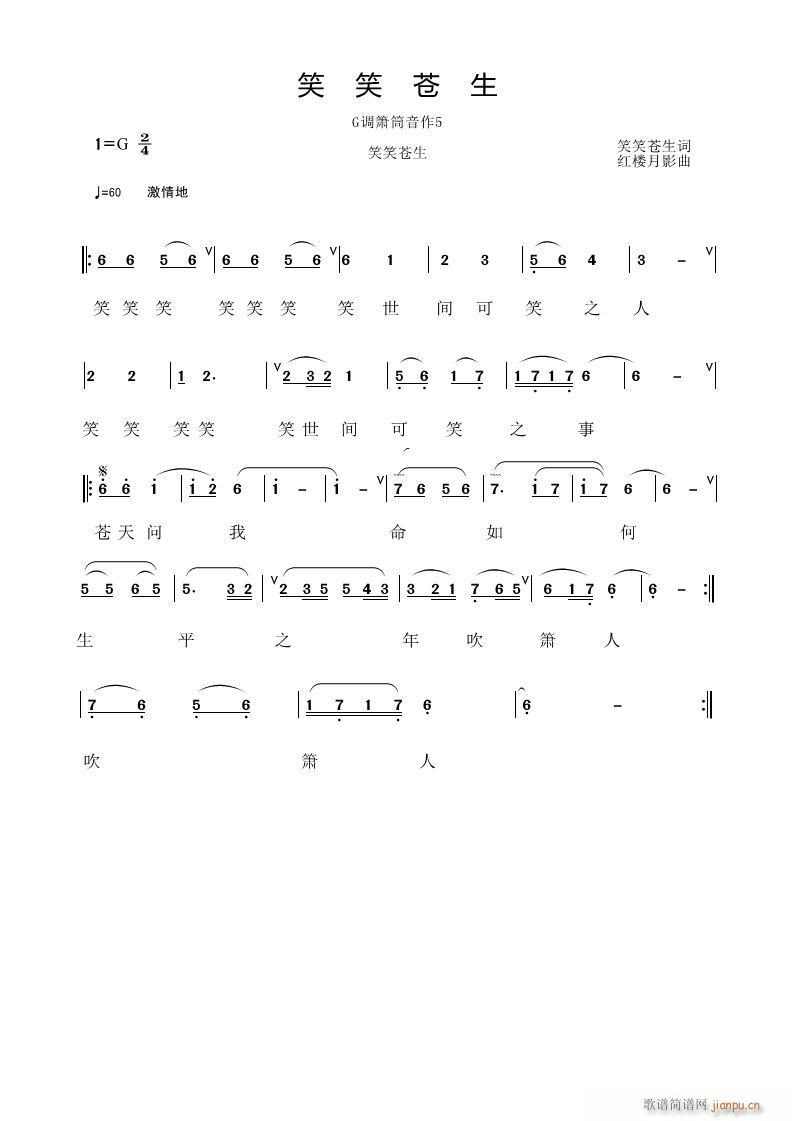 笑 笑 苍 生
G调箫筒音作5
1=G 2/4
笑笑苍生
笑笑苍生词
红楼月影曲
♩=60 激情地
6 6 5 6 V 6 6 5 6 V 6 1 2 3 5 6 4 3 - V
笑 笑 笑 笑 笑 笑 笑 世 间 可 笑 之 人
2 2 1 2. V 2 3 2 1 5 6 1 7 1 7 1 7 6 6 - V
笑 笑 笑 笑 笑 世 间 可 笑 之 事
6 6 1 1 2 6 1 - 1 - V 7 6 5 6 7. 1 7 1 7 6 6 - V
苍 天 问 我 命 如 何
5 5 6 5 5. 3 2 V 2 3 5 5 4 3 3 2 1 7 6 5 V 6 1 7 6 6 -
生 平 之 年 吹 箫 人
7 6 5 6 1 7 1 7 6 6 -
吹 箫 人
歌谱简谱网 jianpu.cn